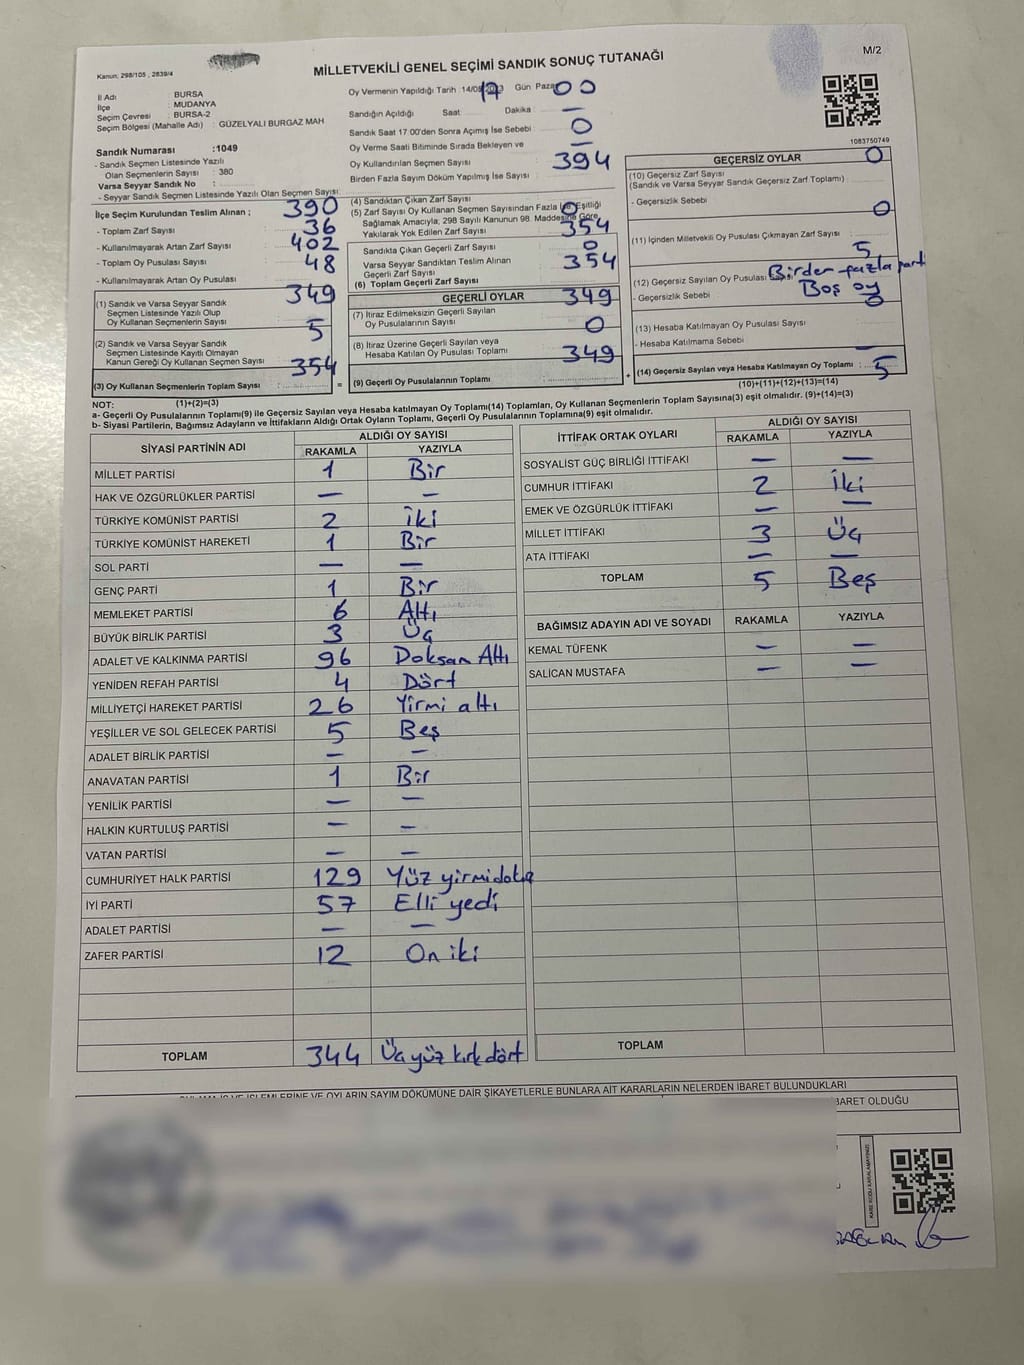 Kanun; 298/105 , 2839/4
MİLLETVEKİLİ GENEL SEÇİMİ SANDIK SONUÇ TUTANAĞI
M/2
İl Adı : BURSA
İlçe : MUDANYA
Seçim Çevresi : BURSA-2
Seçim Bölgesi (Mahalle Adı) : GÜZELYALI BURGAZ MAH
Sandık Numarası :1049
- Sandık Seçmen Listesinde Yazılı
Olan Seçmenlerin Sayısı : 380
Varsa Seyyar Sandık No :
- Seyyar Sandık Seçmen Listesinde Yazılı Olan Seçmen Sayısı:
Oy Vermenin Yapıldığı Tarih :14/05/ Gün Pazar
Sandığın Açıldığı Saat 17 Dakika 00
Sandık Saat 17.00'den Sonra Açımış İse Sebebi : —
Oy Verme Saati Bitiminde Sırada Bekleyen ve
Oy Kullandırılan Seçmen Sayısı : 0
Birden Fazla Sayım Döküm Yapılmış İse Sayısı : —
1083750749
İlçe Seçim Kurulundan Teslim Alınan ;
- Toplam Zarf Sayısı : 390
- Kullanılmayarak Artan Zarf Sayısı : 36
- Toplam Oy Pusulası Sayısı : 402
- Kullanılmayarak Artan Oy Pusulası : 48
(1) Sandık ve Varsa Seyyar Sandık
Seçmen Listesinde Yazılı Olup
Oy Kullanan Seçmenlerin Sayısı : 349
(2) Sandık ve Varsa Seyyar Sandık
Seçmen Listesinde Kayıtlı Olmayan
Kanun Gereği Oy Kullanan Seçmen Sayısı : 5
(3) Oy Kullanan Seçmenlerin Toplam Sayısı : 354
(4) Sandıktan Çıkan Zarf Sayısı : 394
(5) Zarf Sayısı Oy Kullanan Seçmen Sayısından Fazla İse Eşitliği
Sağlamak Amacıyla; 298 Sayılı Kanunun 98. Maddesine Göre
Yakılarak Yok Edilen Zarf Sayısı : 0
Sandıkta Çıkan Geçerli Zarf Sayısı : 354
Varsa Seyyar Sandıktan Teslim Alınan
Geçerli Zarf Sayısı : 0
(6) Toplam Geçerli Zarf Sayısı : 354
GEÇERLİ OYLAR
(7) İtiraz Edilmeksizin Geçerli Sayılan
Oy Pusulalarının Sayısı : 349
(8) İtiraz Üzerine Geçerli Sayılan veya
Hesaba Katılan Oy Pusulası Toplamı : 0
= (9) Geçerli Oy Pusulalarının Toplamı : 349
GEÇERSİZ OYLAR
(10) Geçersiz Zarf Sayısı 0
(Sandık ve Varsa Seyyar Sandık Geçersiz Zarf Toplamı)
- Geçersizlik Sebebi :
(11) İçinden Milletvekili Oy Pusulası Çıkmayan Zarf Sayısı : 0
(12) Geçersiz Sayılan Oy Pusulası Sayısı : 5
- Geçersizlik Sebebi : Birden fazla parti
Boş oy
(13) Hesaba Katılmayan Oy Pusulası Sayısı : 0
- Hesaba Katılmama Sebebi : —
+ (14) Geçersiz Sayılan veya Hesaba Katılmayan Oy Toplamı : 5
NOT: (1)+(2)=(3) (10)+(11)+(12)+(13)=(14)
a- Geçerli Oy Pusulalarının Toplamı(9) ile Geçersiz Sayılan veya Hesaba katılmayan Oy Toplamı(14) Toplamları, Oy Kullanan Seçmenlerin Toplam Sayısına(3) eşit olmalıdır. (9)+(14)=(3)
b- Siyasi Partilerin, Bağımsız Adayların ve İttifakların Aldığı Ortak Oyların Toplamı, Geçerli Oy Pusulalarının Toplamına(9) eşit olmalıdır.
SİYASİ PARTİNİN ADI ALDIĞI OY SAYISI
RAKAMLA YAZIYLA
MİLLET PARTİSİ 1 Bir
HAK VE ÖZGÜRLÜKLER PARTİSİ — —
TÜRKİYE KOMÜNİST PARTİSİ 2 İki
TÜRKİYE KOMÜNİST HAREKETİ 1 Bir
SOL PARTİ — —
GENÇ PARTİ 1 Bir
MEMLEKET PARTİSİ 6 Altı
BÜYÜK BİRLİK PARTİSİ 3 Üç
ADALET VE KALKINMA PARTİSİ 96 Doksan Altı
YENİDEN REFAH PARTİSİ 4 Dört
MİLLİYETÇİ HAREKET PARTİSİ 26 Yirmi altı
YEŞİLLER VE SOL GELECEK PARTİSİ 5 Beş
ADALET BİRLİK PARTİSİ — —
ANAVATAN PARTİSİ 1 Bir
YENİLİK PARTİSİ — —
HALKIN KURTULUŞ PARTİSİ — —
VATAN PARTİSİ — —
CUMHURİYET HALK PARTİSİ 129 Yüz yirmidokuz
İYİ PARTİ 57 Elli yedi
ADALET PARTİSİ — —
ZAFER PARTİSİ 12 On iki
TOPLAM 344 Üç yüz kırk dört
İTTİFAK ORTAK OYLARI ALDIĞI OY SAYISI
RAKAMLA YAZIYLA
SOSYALİST GÜÇ BİRLİĞİ İTTİFAKI — —
CUMHUR İTTİFAKI 2 İki
EMEK VE ÖZGÜRLÜK İTTİFAKI — —
MİLLET İTTİFAKI 3 Üç
ATA İTTİFAKI — —
TOPLAM 5 Beş
BAĞIMSIZ ADAYIN ADI VE SOYADI RAKAMLA YAZIYLA
KEMAL TÜFENK — —
SALİCAN MUSTAFA — —
TOPLAM
VE OYLARIN SAYIM DÖKÜMÜNE DAİR ŞİKAYETLERLE BUNLARA AİT KARARLARIN NELERDEN İBARET BULUNDUKLARI
İBARET OLDUĞU